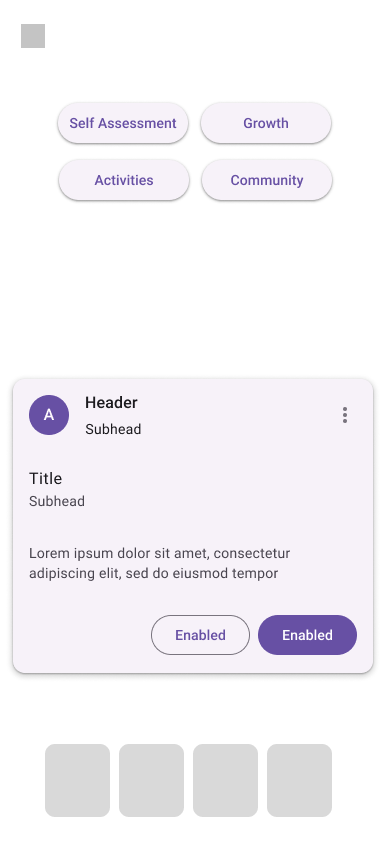 Self Assessment
Growth
Activities
Community
A
Header
Subhead
Title
Subhead
Lorem ipsum dolor sit amet, consectetur
adipiscing elit, sed do eiusmod tempor
Enabled
Enabled